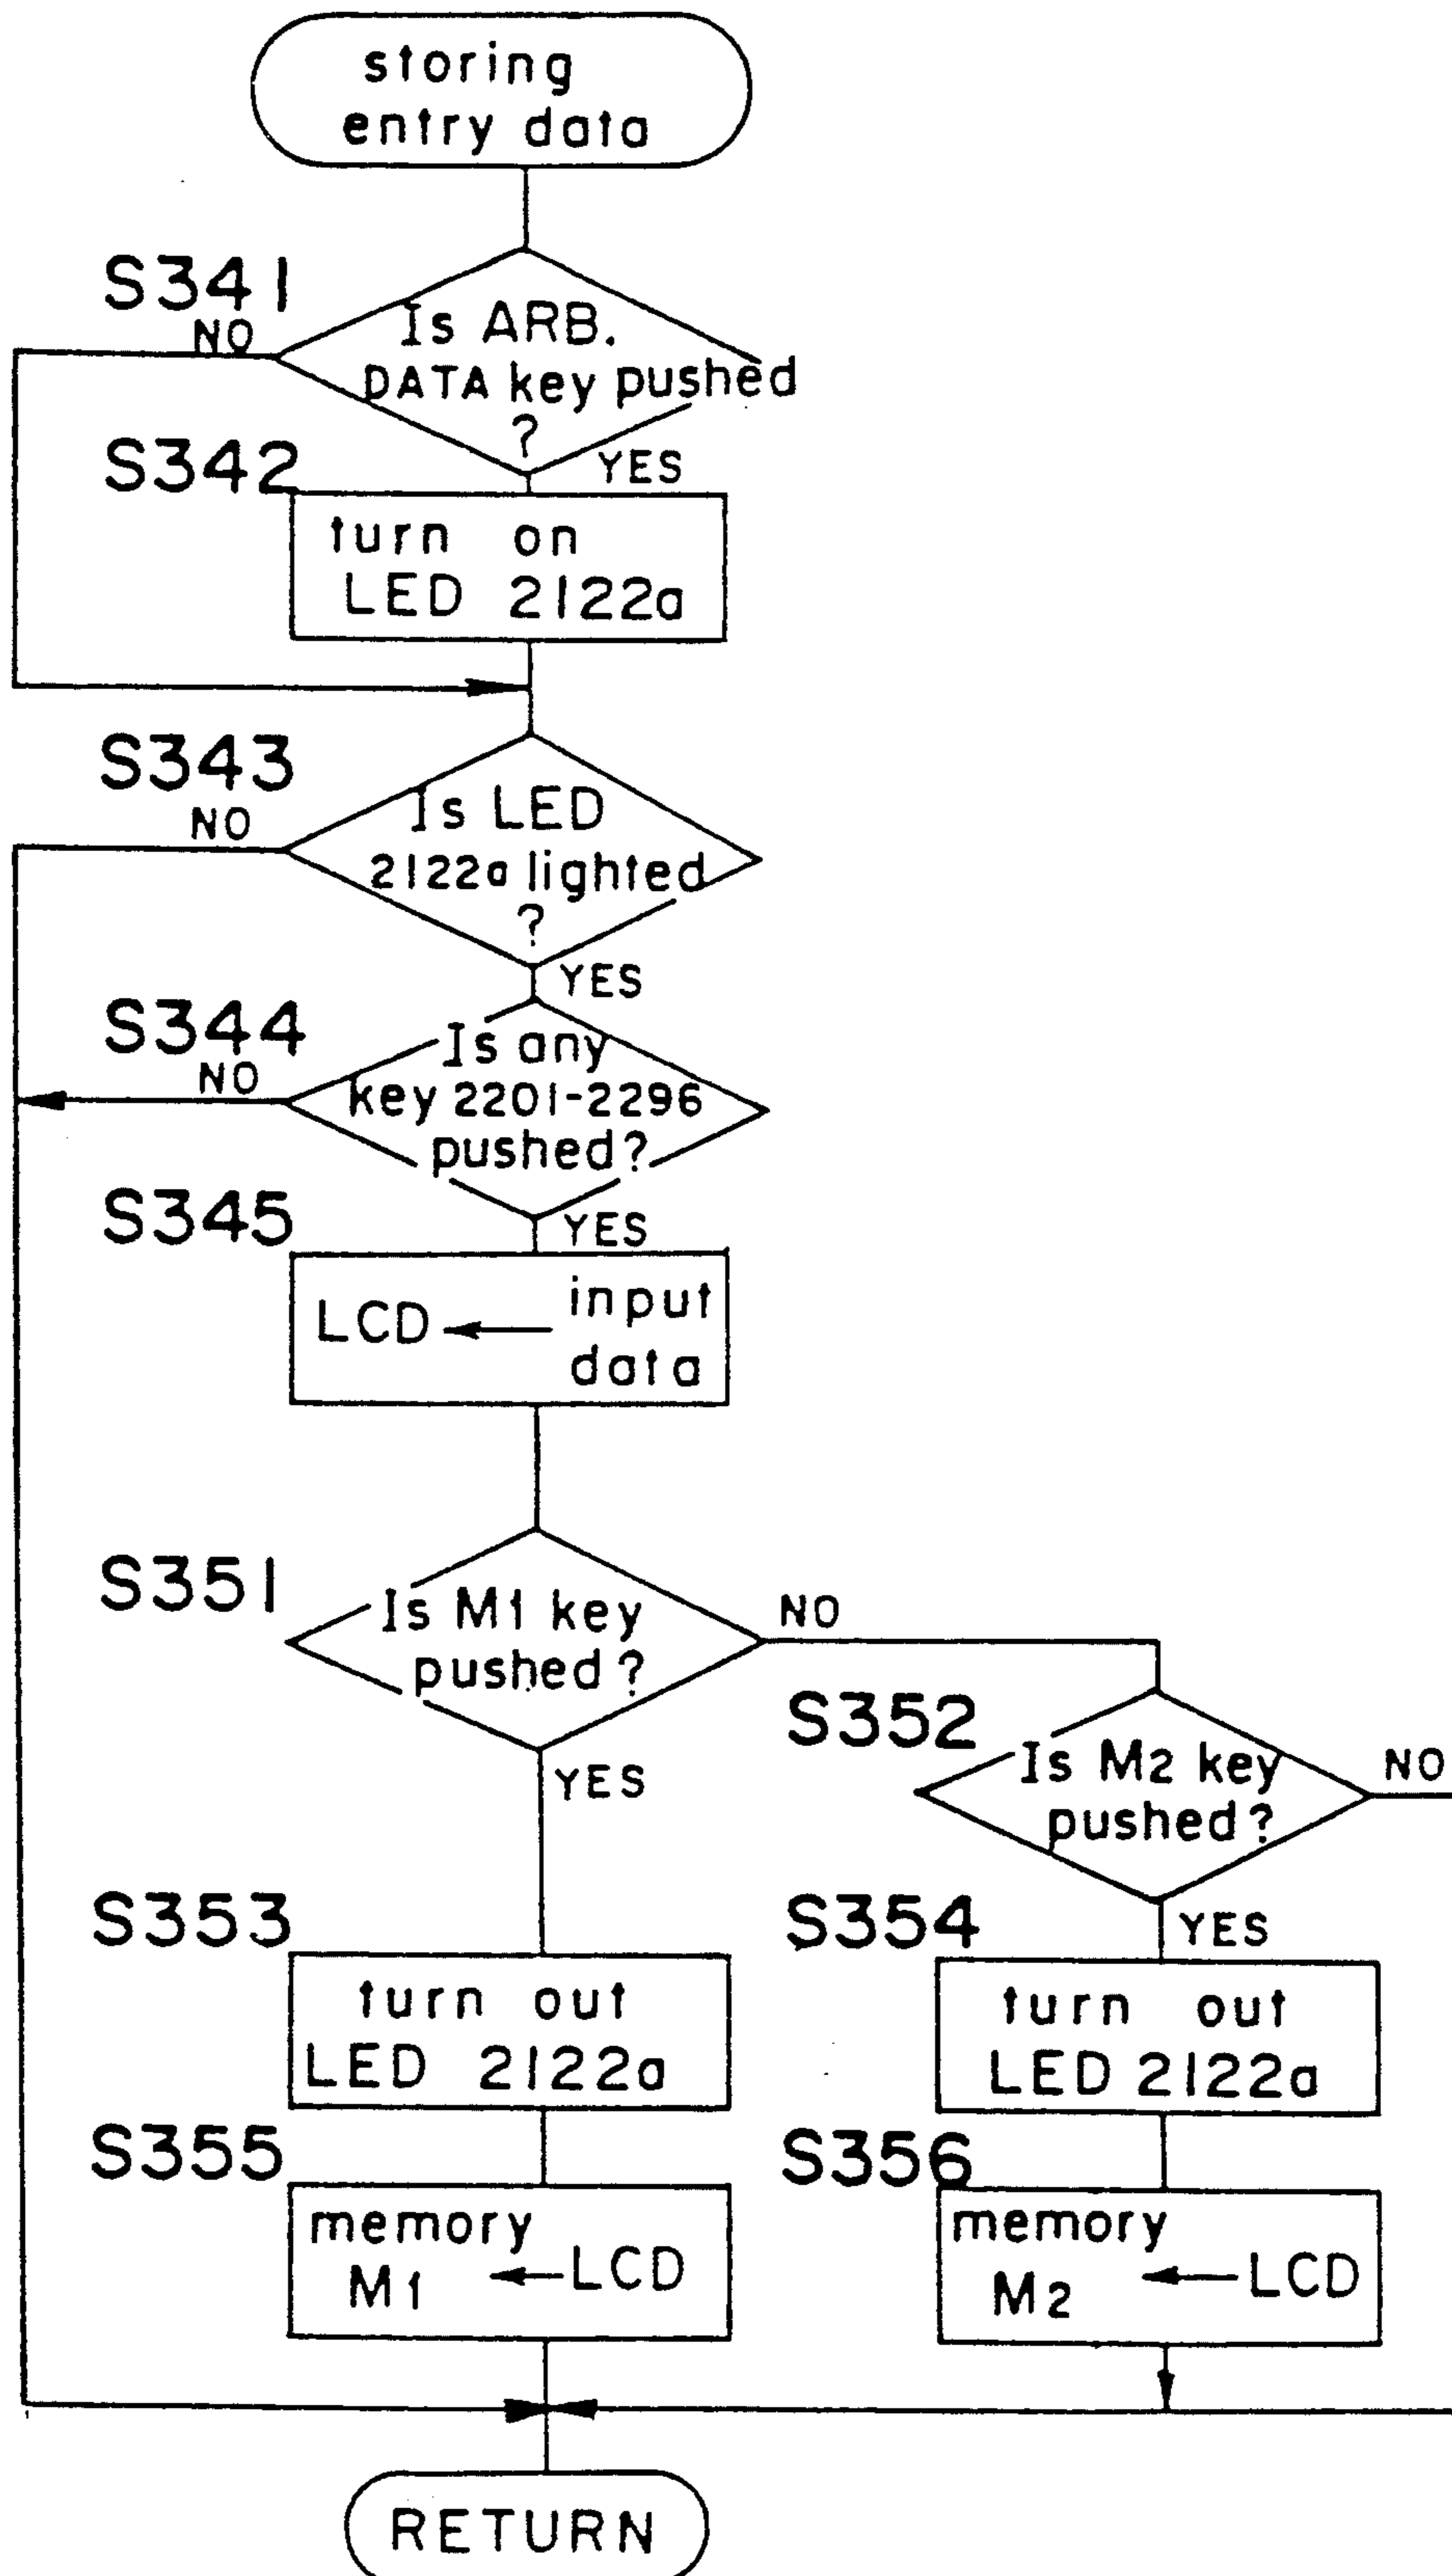 storing
entry data
S341
NO
Is ARB.
DATA key pushed
?
YES
S342
turn on
LED 2122a
S343
NO
Is LED
2122a lighted
?
YES
S344
NO
Is any
key 2201-2296
pushed?
YES
S345
LCD ← input
data
S351
Is M1 key
pushed?
NO
YES
S352
Is M2 key
pushed?
NO
YES
S353
turn out
LED 2122a
S354
turn out
LED 2122a
S355
memory
M1 ← LCD
S356
memory
M2 ← LCD
RETURN